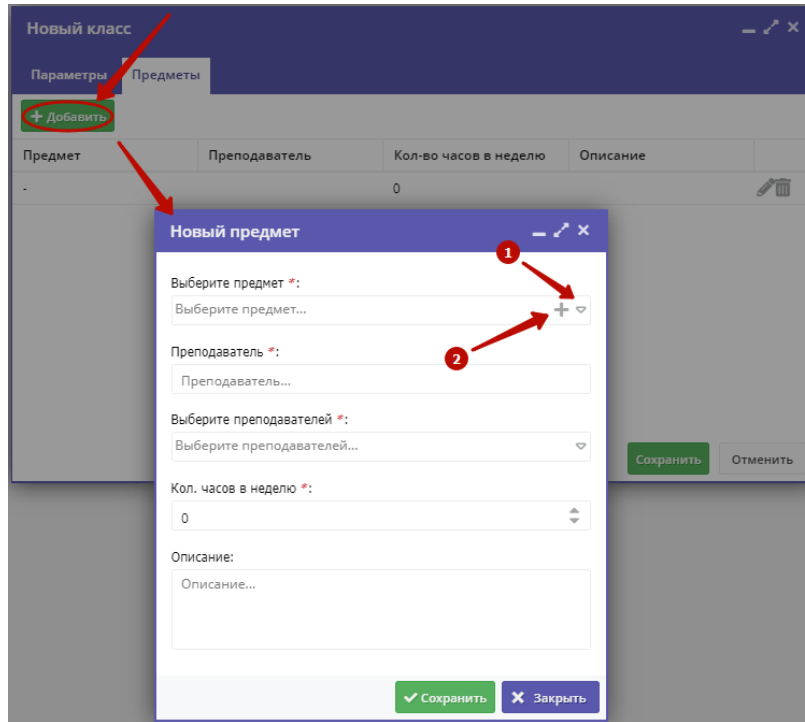 Новый класс
Параметры Предметы
+ Добавить
Предмет Преподаватель Кол-во часов в неделю Описание
- 0
Новый предмет
1
Выберите предмет *:
Выберите предмет...
2
Преподаватель *:
Преподаватель...
Выберите преподавателей *:
Выберите преподавателей...
Сохранить Отменить
Кол. часов в неделю *:
0
Описание:
Описание...
Сохранить Закрыть